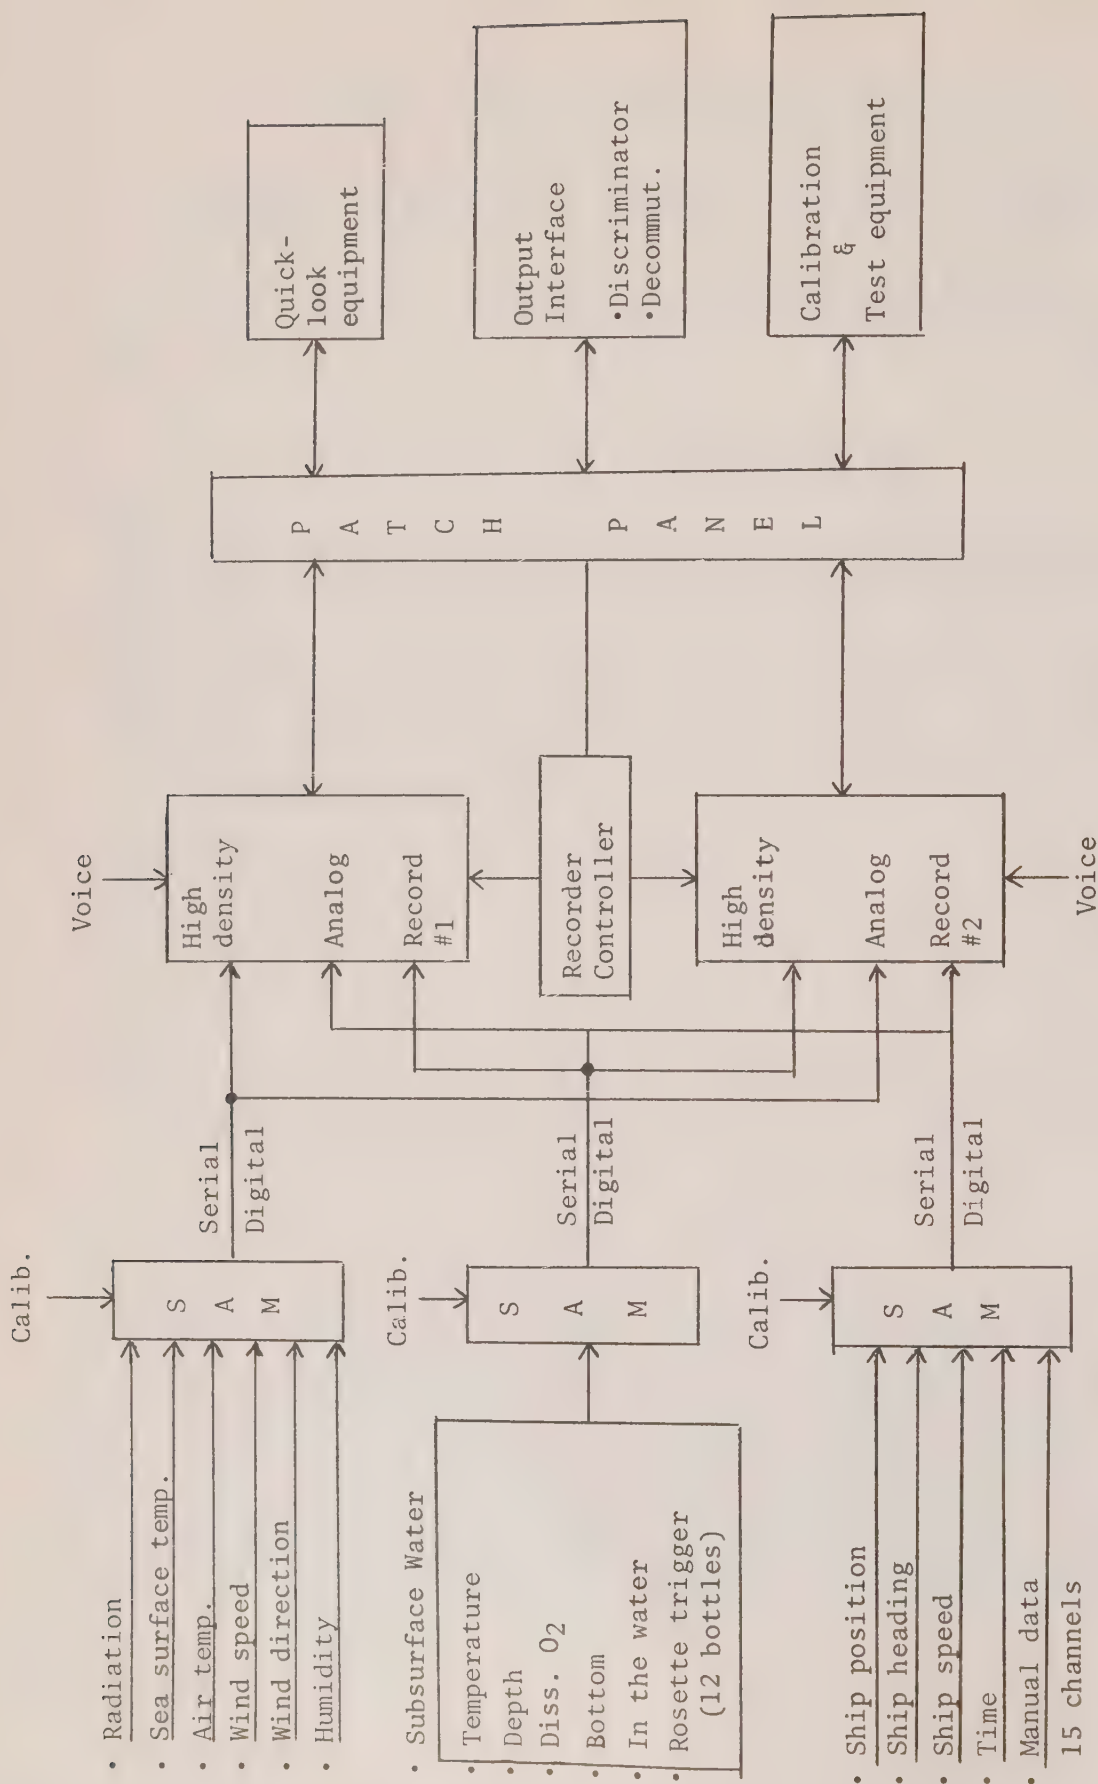 Calib.
• Radiation
• Sea surface temp.
• Air temp.
• Wind speed
• Wind direction
• Humidity
S
A
M
Serial
Digital
Voice
High
density
Analog
Record
#1
Quick-
look
equipment
• Subsurface Water
• Temperature
• Depth
• Diss. O2
• Bottom
• In the water
• Rosette trigger
(12 bottles)
Calib.
S
A
M
Serial
Digital
Recorder
Controller
P
A
T
C
H
P
A
N
E
L
Output
Interface
•Discriminator
•Decommut.
Calib.
• Ship position
• Ship heading
• Ship speed
• Time
• Manual data
15 channels
S
A
M
Serial
Digital
High
density
Analog
Record
#2
Voice
Calibration
&
Test equipment